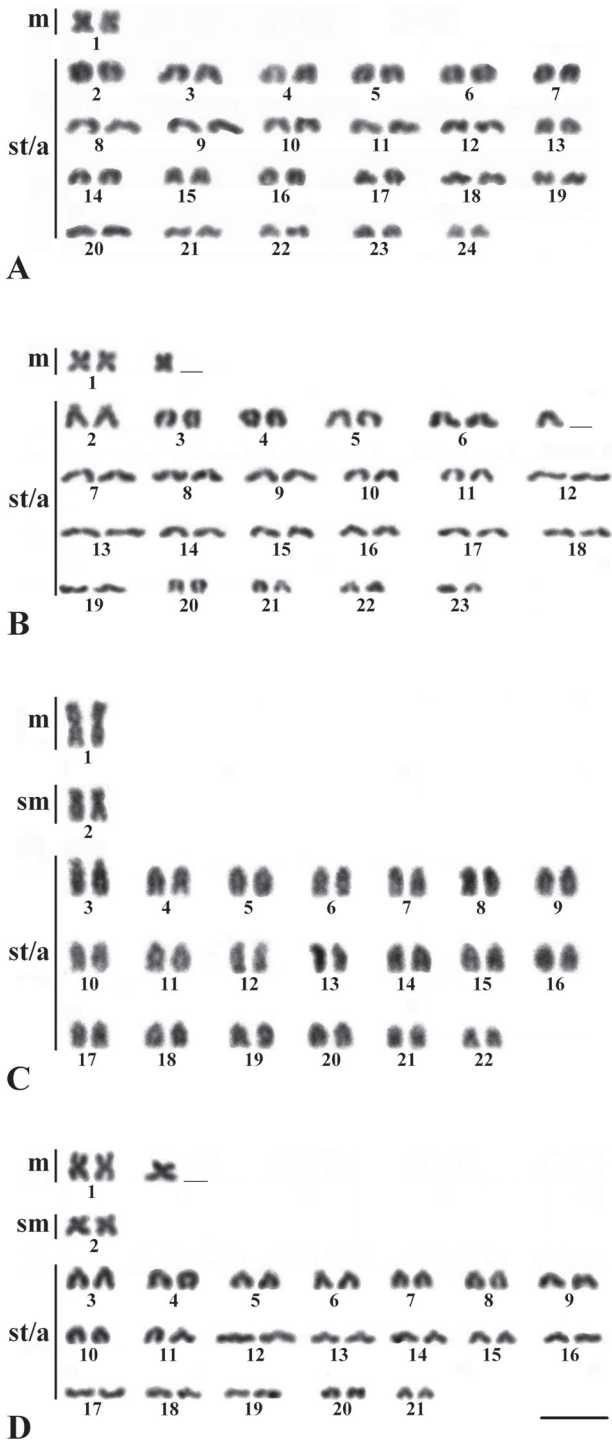 m
1
2 3 4 5 6 7
st/a
8 9 10 11 12 13
14 15 16 17 18 19
20 21 22 23 24
A
m
1
2 3 4 5 6
st/a
7 8 9 10 11 12
13 14 15 16 17 18
19 20 21 22 23
B
m
1
sm
2
3 4 5 6 7 8 9
st/a
10 11 12 13 14 15 16
17 18 19 20 21 22
C
m
1
sm
2
3 4 5 6 7 8 9
st/a
10 11 12 13 14 15 16
17 18 19 20 21
D